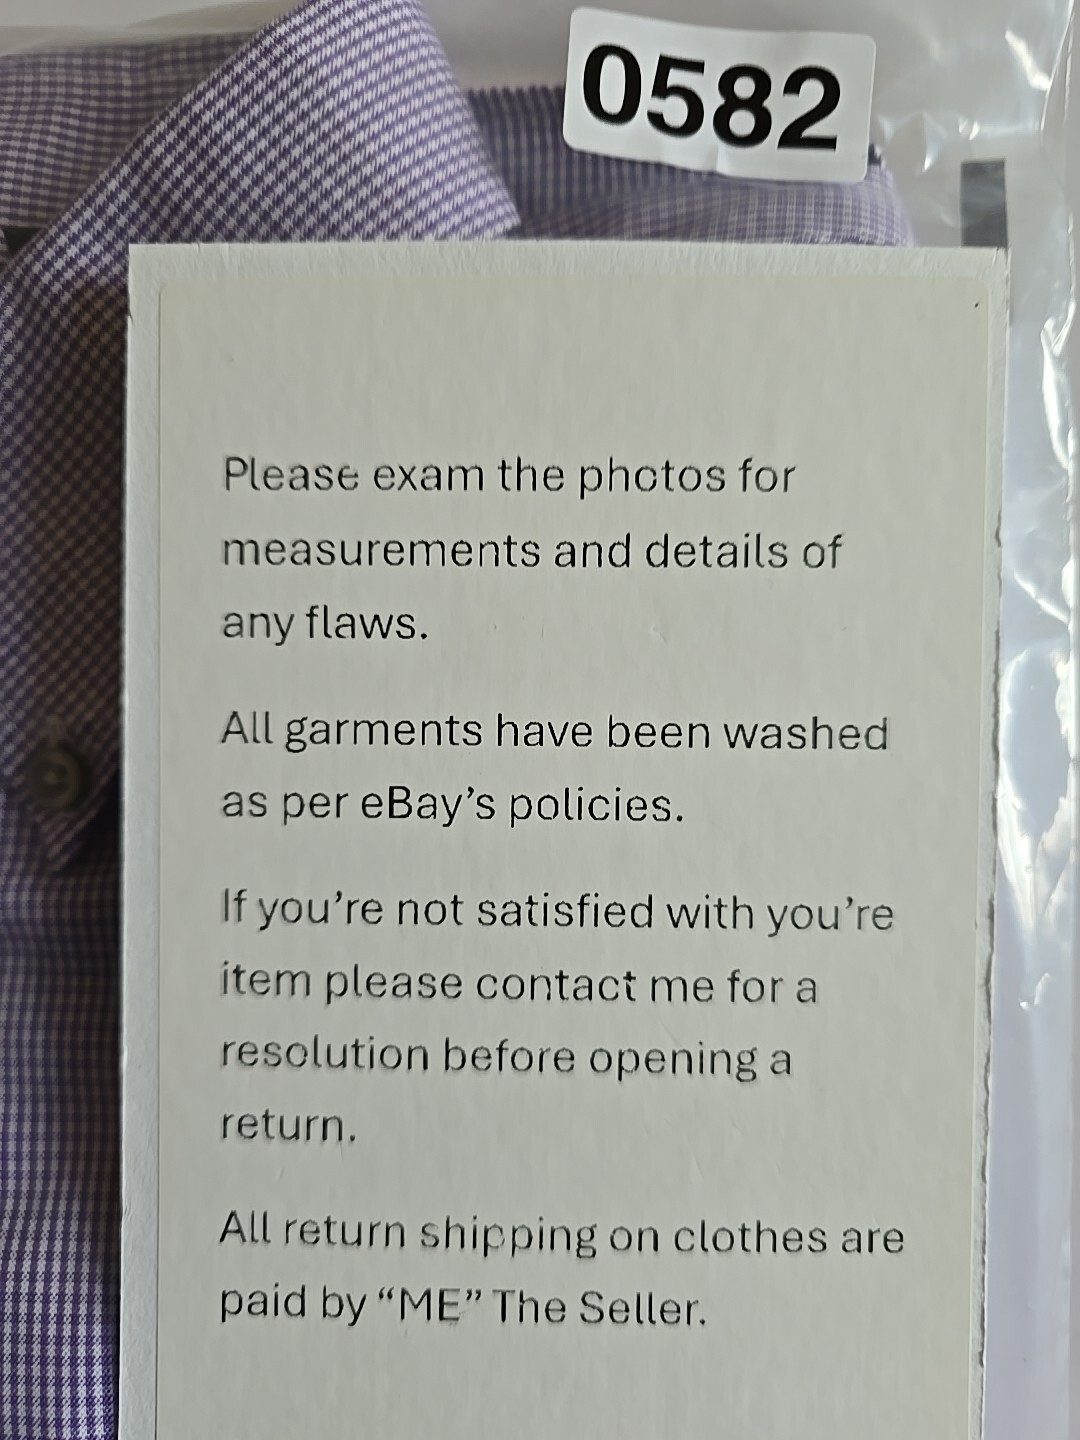 0582
Please exam the photos for
measurements and details of
any flaws.
All garments have been washed
as per eBay’s policies.
If you’re not satisfied with you’re
item please contact me for a
resolution before opening a
return.
All return shipping on clothes are
paid by “ME” The Seller.